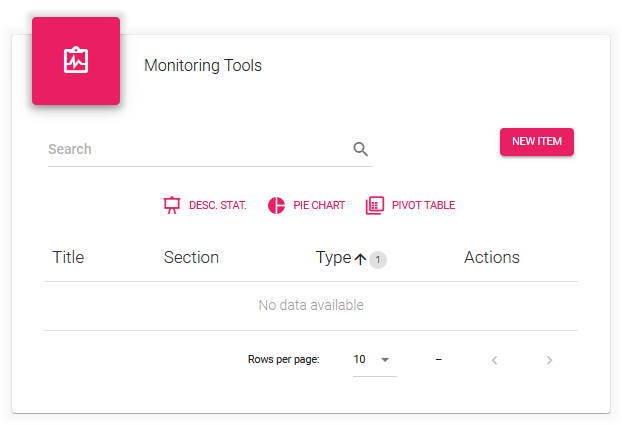 Monitoring Tools
Search
NEW ITEM
DESC. STAT. PIE CHART PIVOT TABLE
Title Section Type 1 Actions
No data available
Rows per page: 10 –